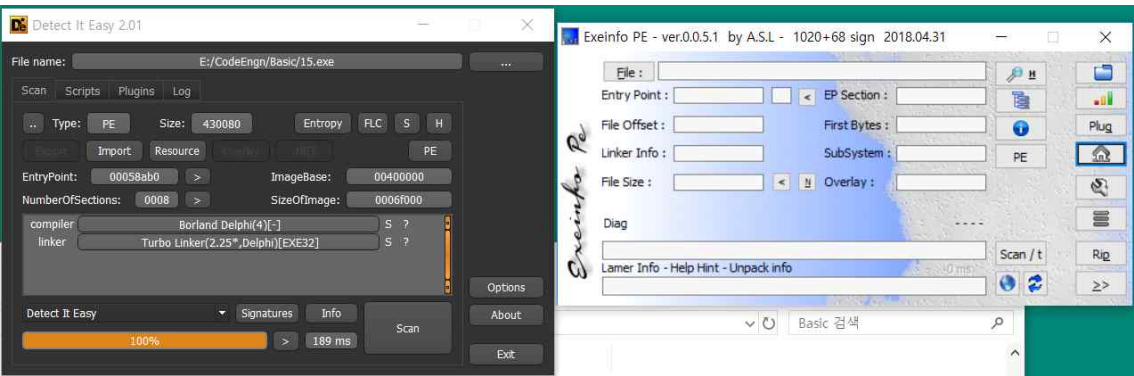 Detect It Easy 2.01
File name: E:/CodeEngn/Basic/15.exe ...
Scan Scripts Plugins Log
.. Type: PE Size: 430080 Entropy FLC S H
Export Import Resource Overlay .NET PE
EntryPoint: 00058ab0 > ImageBase: 00400000
NumberOfSections: 0008 > SizeOfImage: 0006f000
compiler Borland Delphi(4)[-] S ?
linker Turbo Linker(2.25*,Delphi)[EXE32] S ?
Options
Detect It Easy Signatures Info Scan About
100% > 189 ms
Exit
Exeinfo PE - ver.0.0.5.1 by A.S.L - 1020+68 sign 2018.04.31
Exeinfo Pe
File : H
Entry Point : < EP Section :
File Offset : First Bytes : Plug
Linker Info : SubSystem : PE
File Size : < N Overlay :
Diag ----
Scan / t Rip
Lamer Info - Help Hint - Unpack info -0 ms
>>
Basic 검색